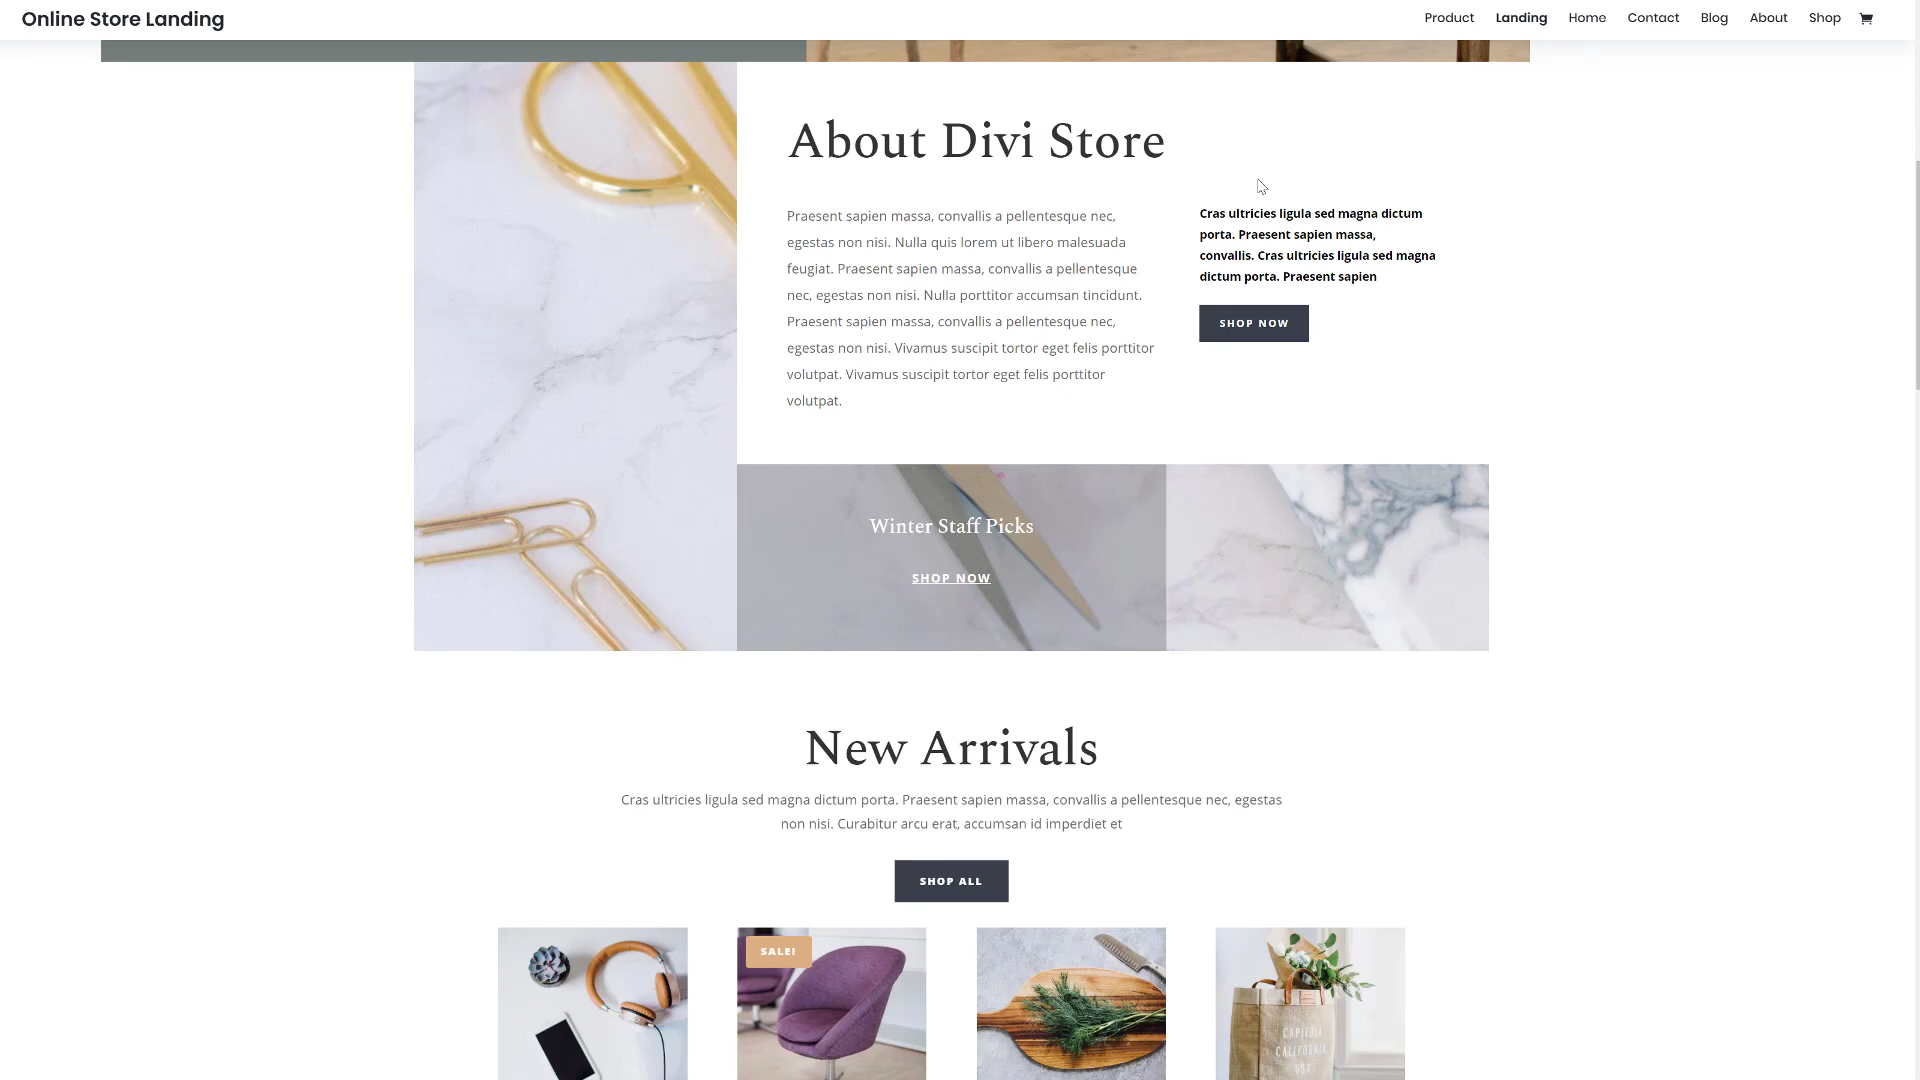 Online Store Landing
Product Landing Home Contact Blog About Shop
About Divi Store
Praesent sapien massa, convallis a pellentesque nec,
egestas non nisi. Nulla quis lorem ut libero malesuada
feugiat. Praesent sapien massa, convallis a pellentesque
nec, egestas non nisi. Nulla porttitor accumsan tincidunt.
Praesent sapien massa, convallis a pellentesque nec,
egestas non nisi. Vivamus suscipit tortor eget felis porttitor
volutpat. Vivamus suscipit tortor eget felis porttitor
volutpat.
Cras ultricies ligula sed magna dictum
porta. Praesent sapien massa,
convallis. Cras ultricies ligula sed magna
dictum porta. Praesent sapien
SHOP NOW
Winter Staff Picks
SHOP NOW
New Arrivals
Cras ultricies ligula sed magna dictum porta. Praesent sapien massa, convallis a pellentesque nec, egestas
non nisi. Curabitur arcu erat, accumsan id imperdiet et
SHOP ALL
SALE!
CAPITOLA
CALIFORNIA
USA